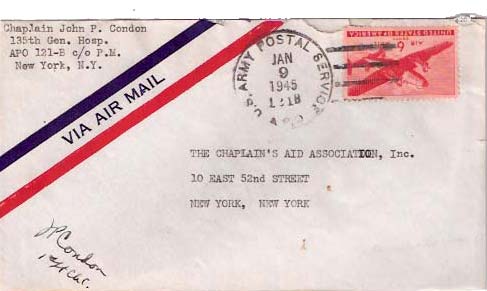 Chaplain John P. Condon
135th Gen. Hosp.
APO 121-B c/o P.M.
New York, N.Y.
VIA AIR MAIL
U.S. ARMY POSTAL SERVICE
JAN
9
1945
A.P.O.
UNITED STATES OF AMERICA
AIR MAIL
6¢
THE CHAPLAIN'S AID ASSOCIATION, Inc.
10 EAST 52nd STREET
NEW YORK, NEW YORK
JP Condon